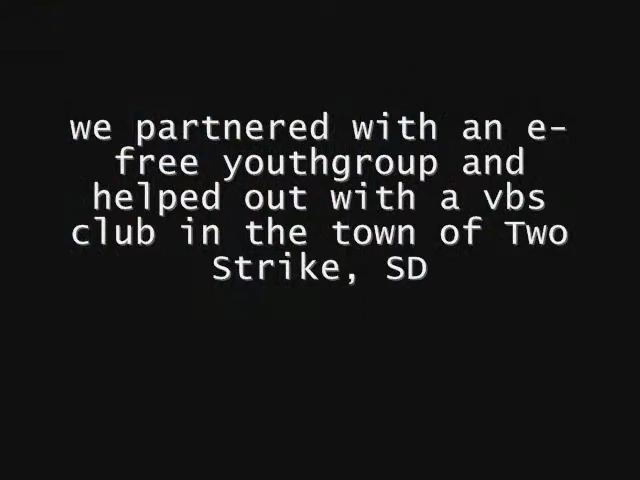 we partnered with an e-
free youthgroup and
helped out with a vbs
club in the town of Two
Strike, SD